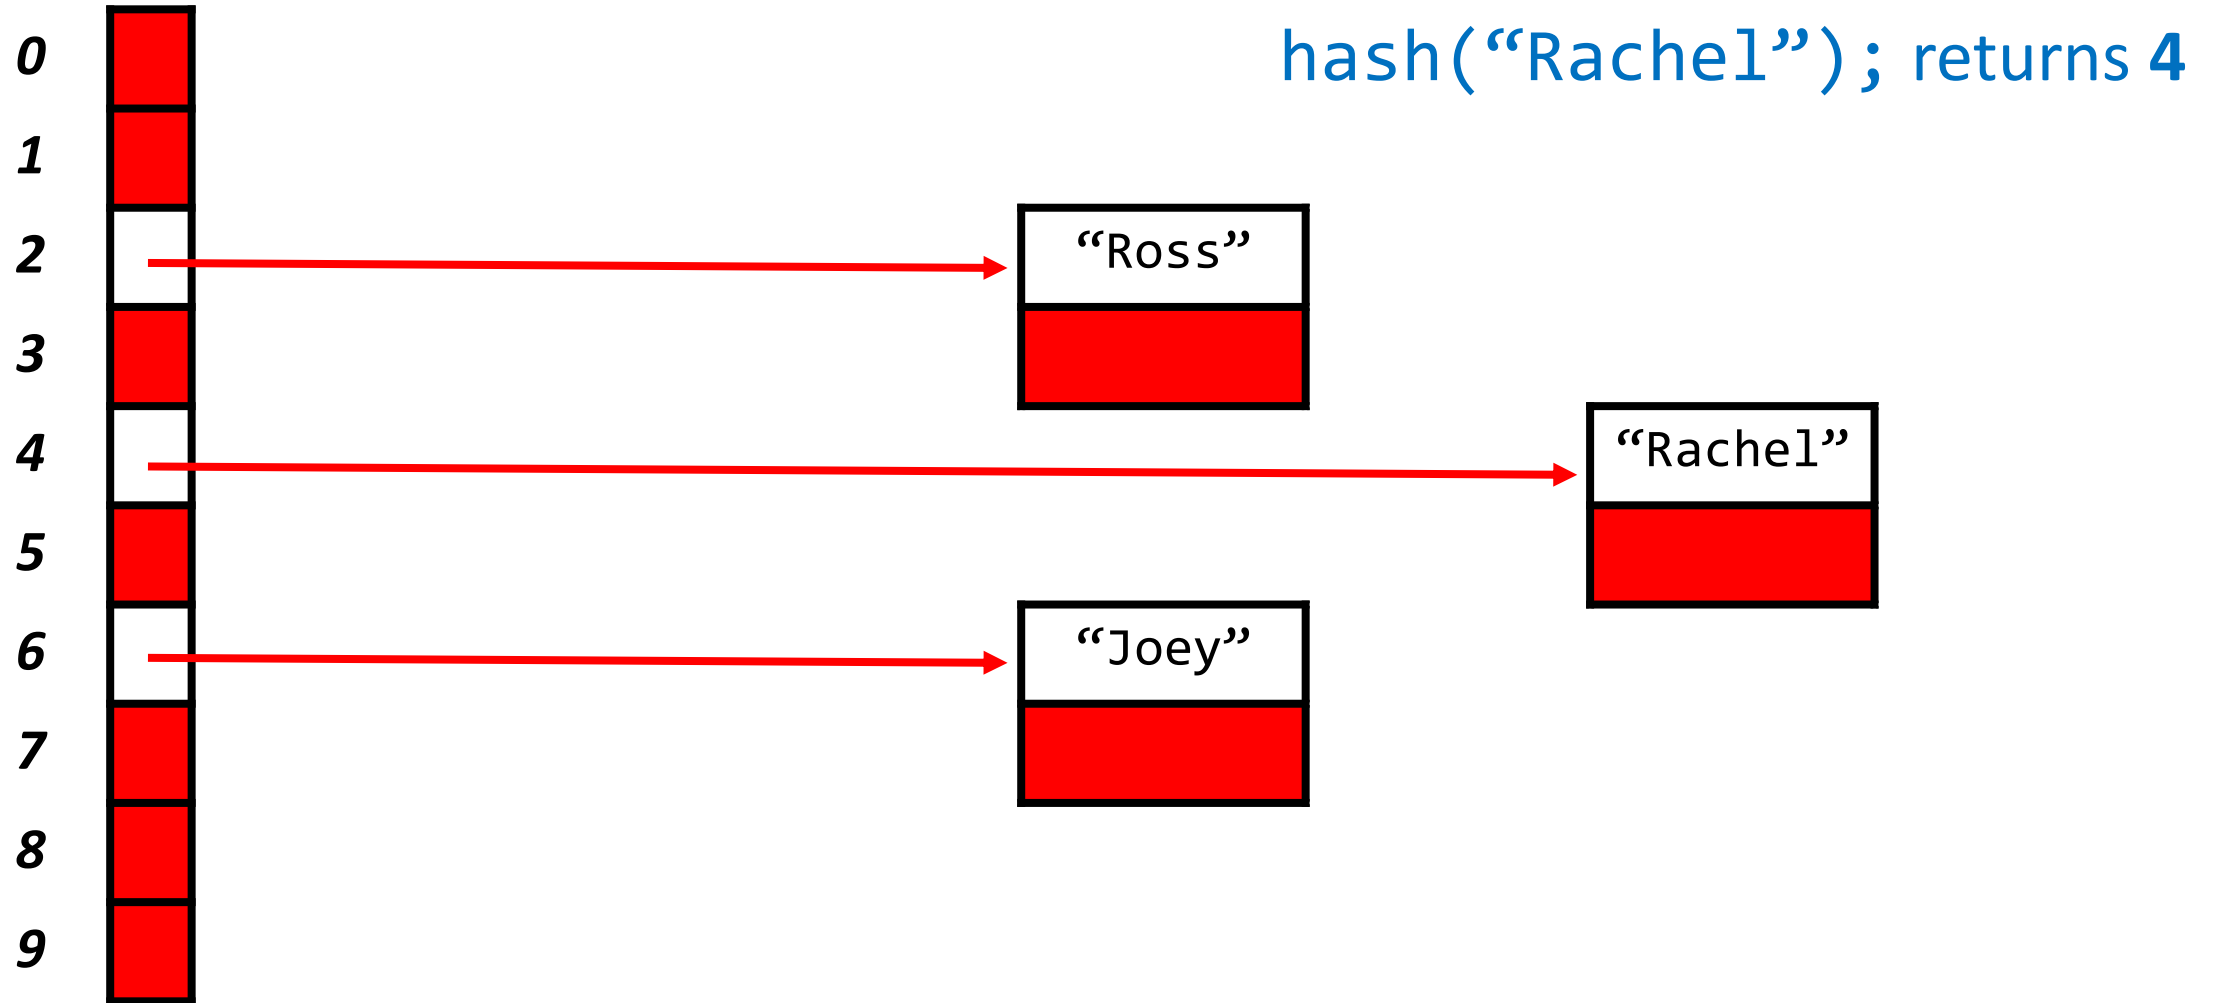 hash(“Rachel”); returns 4
0
1
2
“Ross”
3
4
“Rachel”
5
6
“Joey”
7
8
9